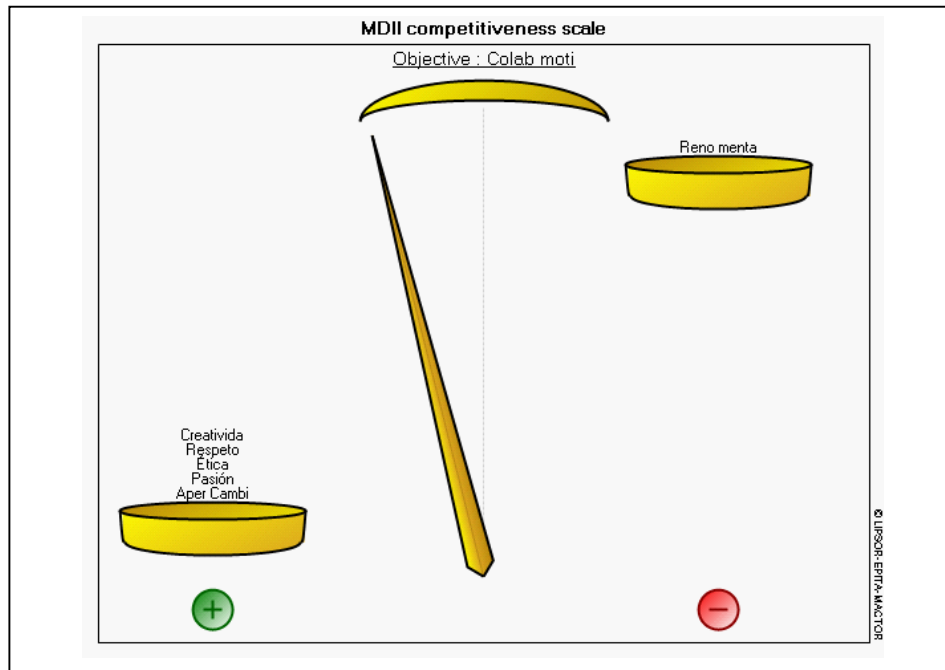 MDII competitiveness scale
Objective : Colab moti
Reno menta
Creativida
Respeto
Ética
Pasión
Aper Cambi
© LIPSOR-EPITA-MACTOR